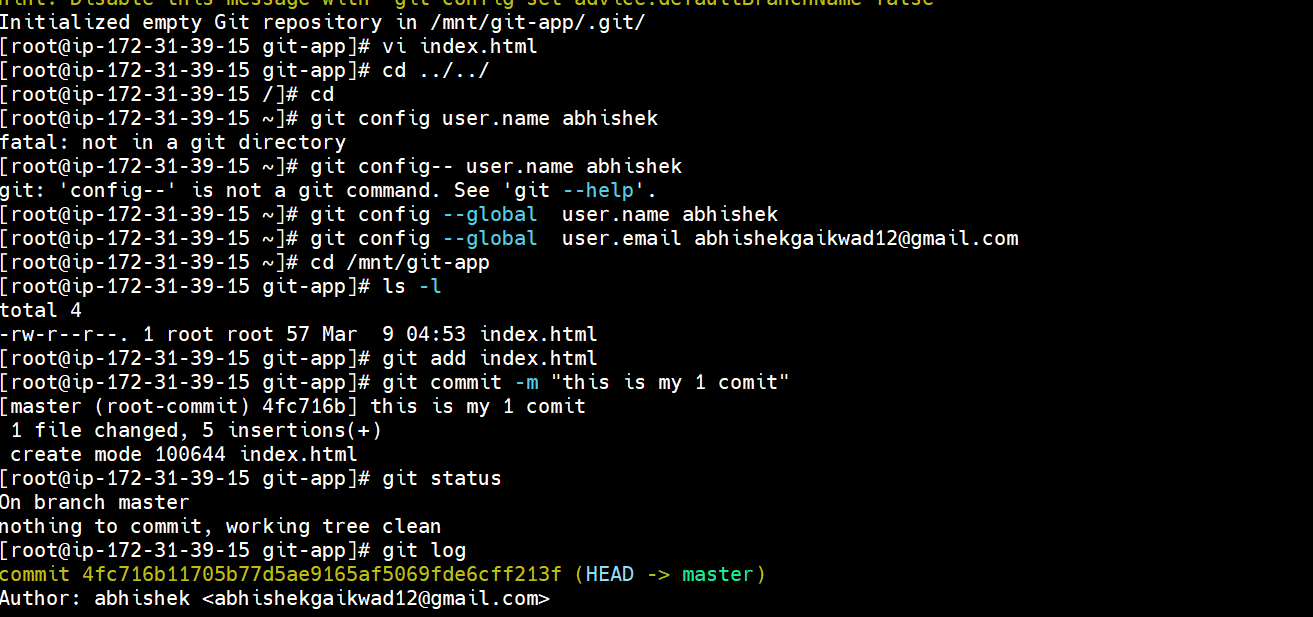 hint: Disable this message with "git config set advice.defaultBranchName false"
Initialized empty Git repository in /mnt/git-app/.git/
[root@ip-172-31-39-15 git-app]# vi index.html
[root@ip-172-31-39-15 git-app]# cd ../../
[root@ip-172-31-39-15 /]# cd
[root@ip-172-31-39-15 ~]# git config user.name abhishek
fatal: not in a git directory
[root@ip-172-31-39-15 ~]# git config-- user.name abhishek
git: 'config--' is not a git command. See 'git --help'.
[root@ip-172-31-39-15 ~]# git config --global  user.name abhishek
[root@ip-172-31-39-15 ~]# git config --global  user.email abhishekgaikwad12@gmail.com
[root@ip-172-31-39-15 ~]# cd /mnt/git-app
[root@ip-172-31-39-15 git-app]# ls -l
total 4
-rw-r--r--. 1 root root 57 Mar  9 04:53 index.html
[root@ip-172-31-39-15 git-app]# git add index.html
[root@ip-172-31-39-15 git-app]# git commit -m "this is my 1 comit"
[master (root-commit) 4fc716b] this is my 1 comit
 1 file changed, 5 insertions(+)
 create mode 100644 index.html
[root@ip-172-31-39-15 git-app]# git status
On branch master
nothing to commit, working tree clean
[root@ip-172-31-39-15 git-app]# git log
commit 4fc716b11705b77d5ae9165af5069fde6cff213f (HEAD -> master)
Author: abhishek <abhishekgaikwad12@gmail.com>